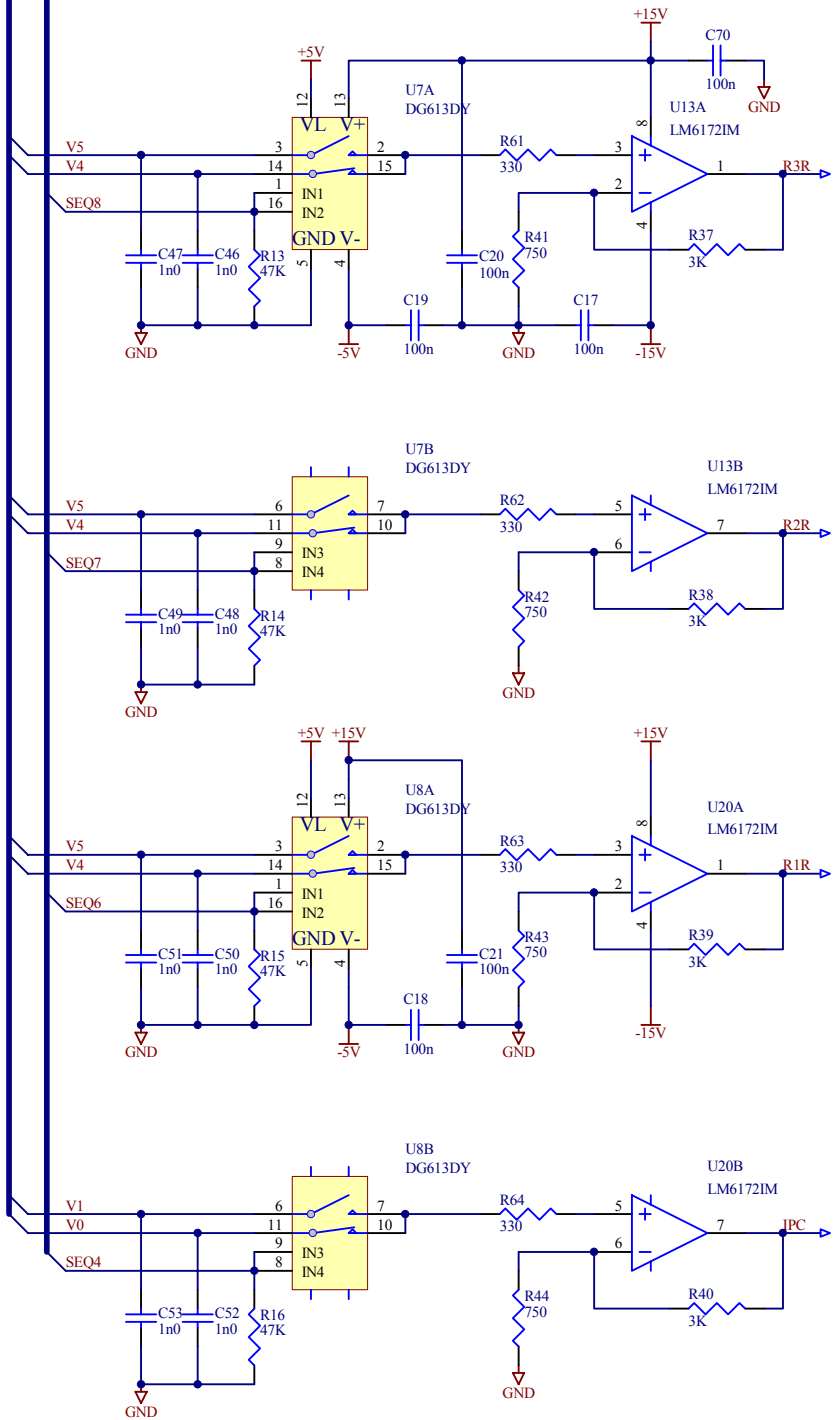 +15V
C70
100n
GND
+5V
U7A
DG613DY
U13A
LM6172IM
12
13
8
VL V+
V5
3
2
R61
330
3
1
R3R
V4
14
15
1
IN1
2
SEQ8
16
IN2
4
GND V-
R37
3K
C47
1n0
C46
1n0
R13
47K
5
4
C20
100n
R41
750
C19
100n
C17
100n
GND
-5V
GND
-15V
U7B
DG613DY
U13B
LM6172IM
V5
6
7
R62
330
5
7
R2R
V4
11
10
9
IN3
6
SEQ7
8
IN4
R38
3K
C49
1n0
C48
1n0
R14
47K
R42
750
GND
GND
+5V
+15V
+15V
U8A
DG613DY
U20A
LM6172IM
12
13
8
VL V+
V5
3
2
R63
330
3
1
R1R
V4
14
15
1
IN1
2
SEQ6
16
IN2
4
GND V-
R39
3K
C51
1n0
C50
1n0
R15
47K
5
4
C21
100n
R43
750
C18
100n
GND
-5V
GND
-15V
U8B
DG613DY
U20B
LM6172IM
V1
6
7
R64
330
5
7
IPC
V0
11
10
9
IN3
6
SEQ4
8
IN4
R40
3K
C53
1n0
C52
1n0
R16
47K
R44
750
GND
GND